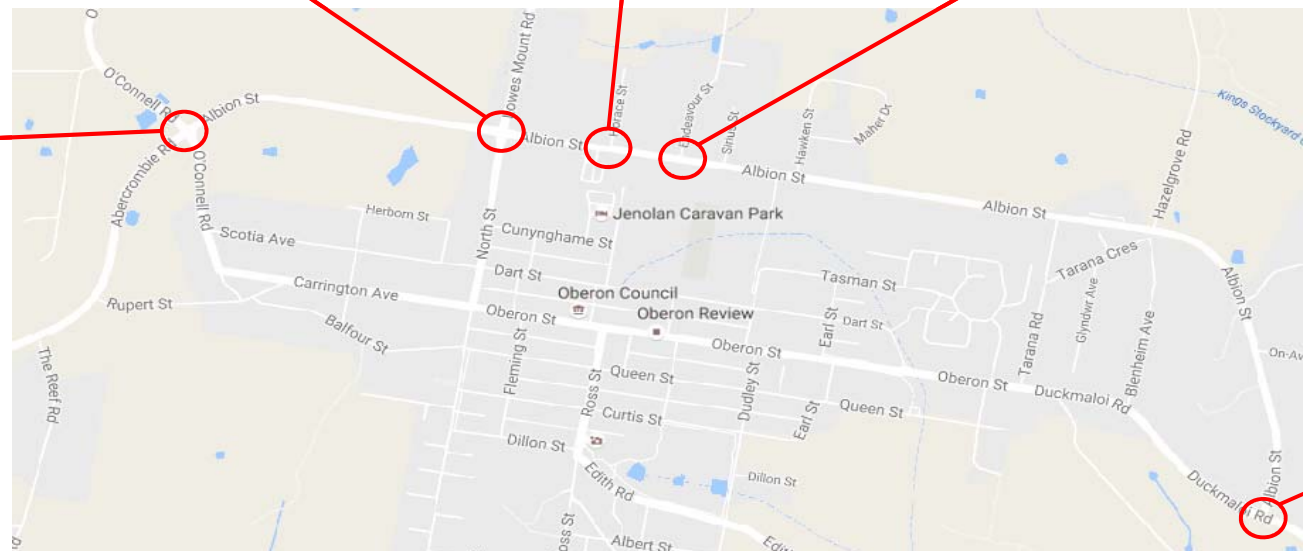 O'Connell Rd
Albion St
Abercrombie Rd
O'Connell Rd
Lowes Mount Rd
Albion St
Horace St
Endeavour St
Sirius St
Hawken St
Maher Dr
Kings Stockyard
Hazelgrove Rd
Albion St
Albion St
Jenolan Caravan Park
Herborn St
Scotia Ave
North St
Cunynghame St
Tarana Cres
Albion St
Dart St
Tasman St
Carrington Ave
Oberon Council
Rupert St
Oberon St
Oberon Review
Glyndwr Ave
Balfour St
Dart St
Earl St
Tarana Rd
Blenheim Ave
Oberon St
The Reef Rd
Fleming St
Queen St
Dudley St
Oberon St
Duckmaloi Rd
Ross St
Queen St
Curtis St
Earl St
Dillon St
Edith Rd
Dillon St
Albion St
Duckmaloi Rd
Albert St